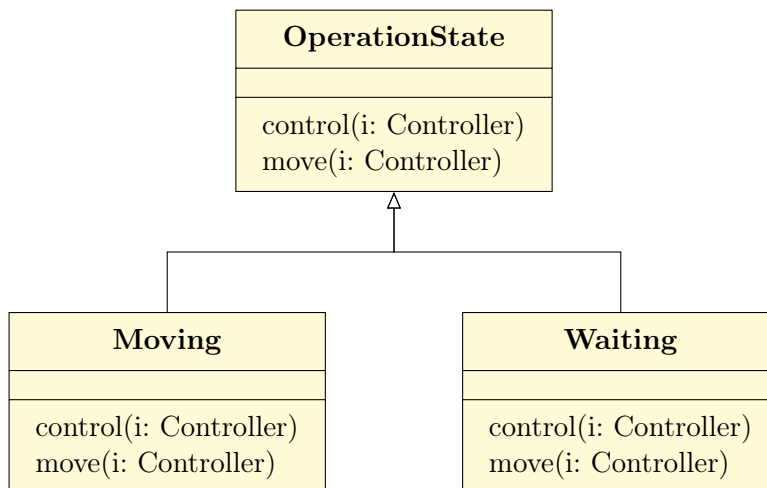 OperationState
control(i: Controller)
move(i: Controller)
Moving
control(i: Controller)
move(i: Controller)
Waiting
control(i: Controller)
move(i: Controller)